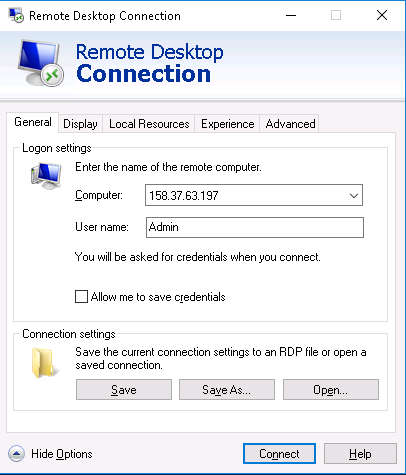 Remote Desktop Connection
Remote Desktop
Connection
General Display Local Resources Experience Advanced
Logon settings
Enter the name of the remote computer.
Computer: 158.37.63.197
User name: Admin
You will be asked for credentials when you connect.
Allow me to save credentials
Connection settings
Save the current connection settings to an RDP file or open a
saved connection.
Save Save As... Open...
Hide Options Connect Help